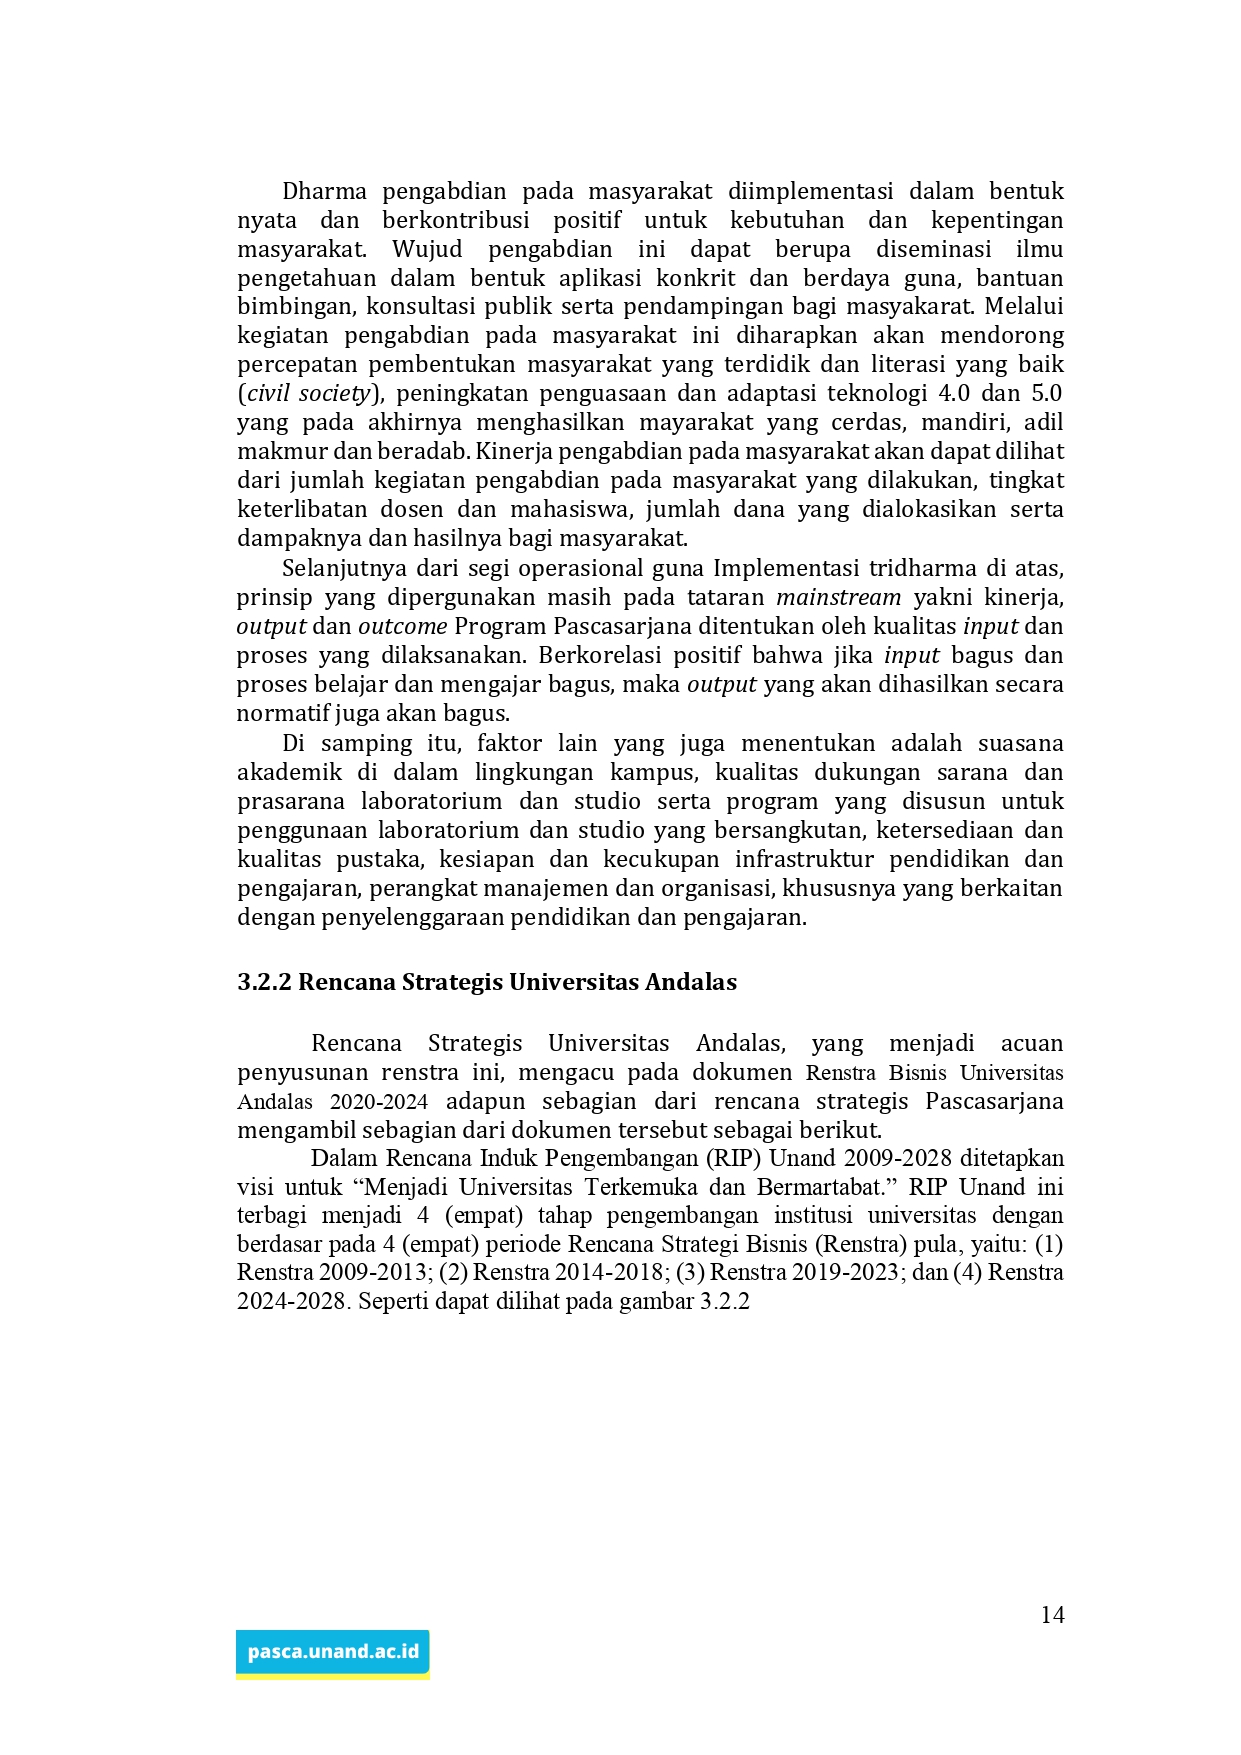 Dharma pengabdian pada masyarakat diimplementasi dalam bentuk
nyata dan berkontribusi positif untuk kebutuhan dan kepentingan
masyarakat. Wujud pengabdian ini dapat berupa diseminasi ilmu
pengetahuan dalam bentuk aplikasi konkrit dan berdaya guna, bantuan
bimbingan, konsultasi publik serta pendampingan bagi masyakarat. Melalui
kegiatan pengabdian pada masyarakat ini diharapkan akan mendorong
percepatan pembentukan masyarakat yang terdidik dan literasi yang baik
(civil society), peningkatan penguasaan dan adaptasi teknologi 4.0 dan 5.0
yang pada akhirnya menghasilkan mayarakat yang cerdas, mandiri, adil
makmur dan beradab. Kinerja pengabdian pada masyarakat akan dapat dilihat
dari jumlah kegiatan pengabdian pada masyarakat yang dilakukan, tingkat
keterlibatan dosen dan mahasiswa, jumlah dana yang dialokasikan serta
dampaknya dan hasilnya bagi masyarakat.
Selanjutnya dari segi operasional guna Implementasi tridharma di atas,
prinsip yang dipergunakan masih pada tataran mainstream yakni kinerja,
output dan outcome Program Pascasarjana ditentukan oleh kualitas input dan
proses yang dilaksanakan. Berkorelasi positif bahwa jika input bagus dan
proses belajar dan mengajar bagus, maka output yang akan dihasilkan secara
normatif juga akan bagus.
Di samping itu, faktor lain yang juga menentukan adalah suasana
akademik di dalam lingkungan kampus, kualitas dukungan sarana dan
prasarana laboratorium dan studio serta program yang disusun untuk
penggunaan laboratorium dan studio yang bersangkutan, ketersediaan dan
kualitas pustaka, kesiapan dan kecukupan infrastruktur pendidikan dan
pengajaran, perangkat manajemen dan organisasi, khususnya yang berkaitan
dengan penyelenggaraan pendidikan dan pengajaran.
3.2.2 Rencana Strategis Universitas Andalas
Rencana Strategis Universitas Andalas, yang menjadi acuan
penyusunan renstra ini, mengacu pada dokumen Renstra Bisnis Universitas
Andalas 2020-2024 adapun sebagian dari rencana strategis Pascasarjana
mengambil sebagian dari dokumen tersebut sebagai berikut.
Dalam Rencana Induk Pengembangan (RIP) Unand 2009-2028 ditetapkan
visi untuk “Menjadi Universitas Terkemuka dan Bermartabat.” RIP Unand ini
terbagi menjadi 4 (empat) tahap pengembangan institusi universitas dengan
berdasar pada 4 (empat) periode Rencana Strategi Bisnis (Renstra) pula, yaitu: (1)
Renstra 2009-2013; (2) Renstra 2014-2018; (3) Renstra 2019-2023; dan (4) Renstra
2024-2028. Seperti dapat dilihat pada gambar 3.2.2
14
pasca.unand.ac.id